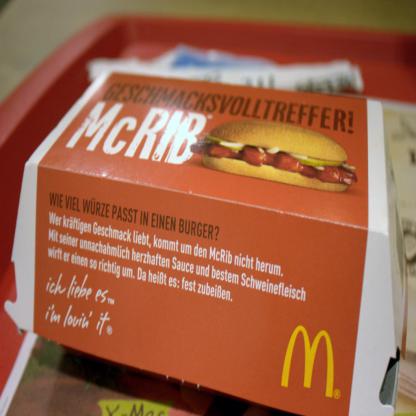 GESCHMACKSVOLLTREFFER!
McRIB®
WIE VIEL WÜRZE PASST IN EINEN BURGER?
Wer kräftigen Geschmack liebt, kommt um den McRib nicht herum.
Mit seiner unnachahmlich herzhaften Sauce und bestem Schweinefleisch
wirft er einen so richtig um. Da heißt es: fest zubeißen.
ich liebe es™
i'm lovin' it®
M®
X-Mas